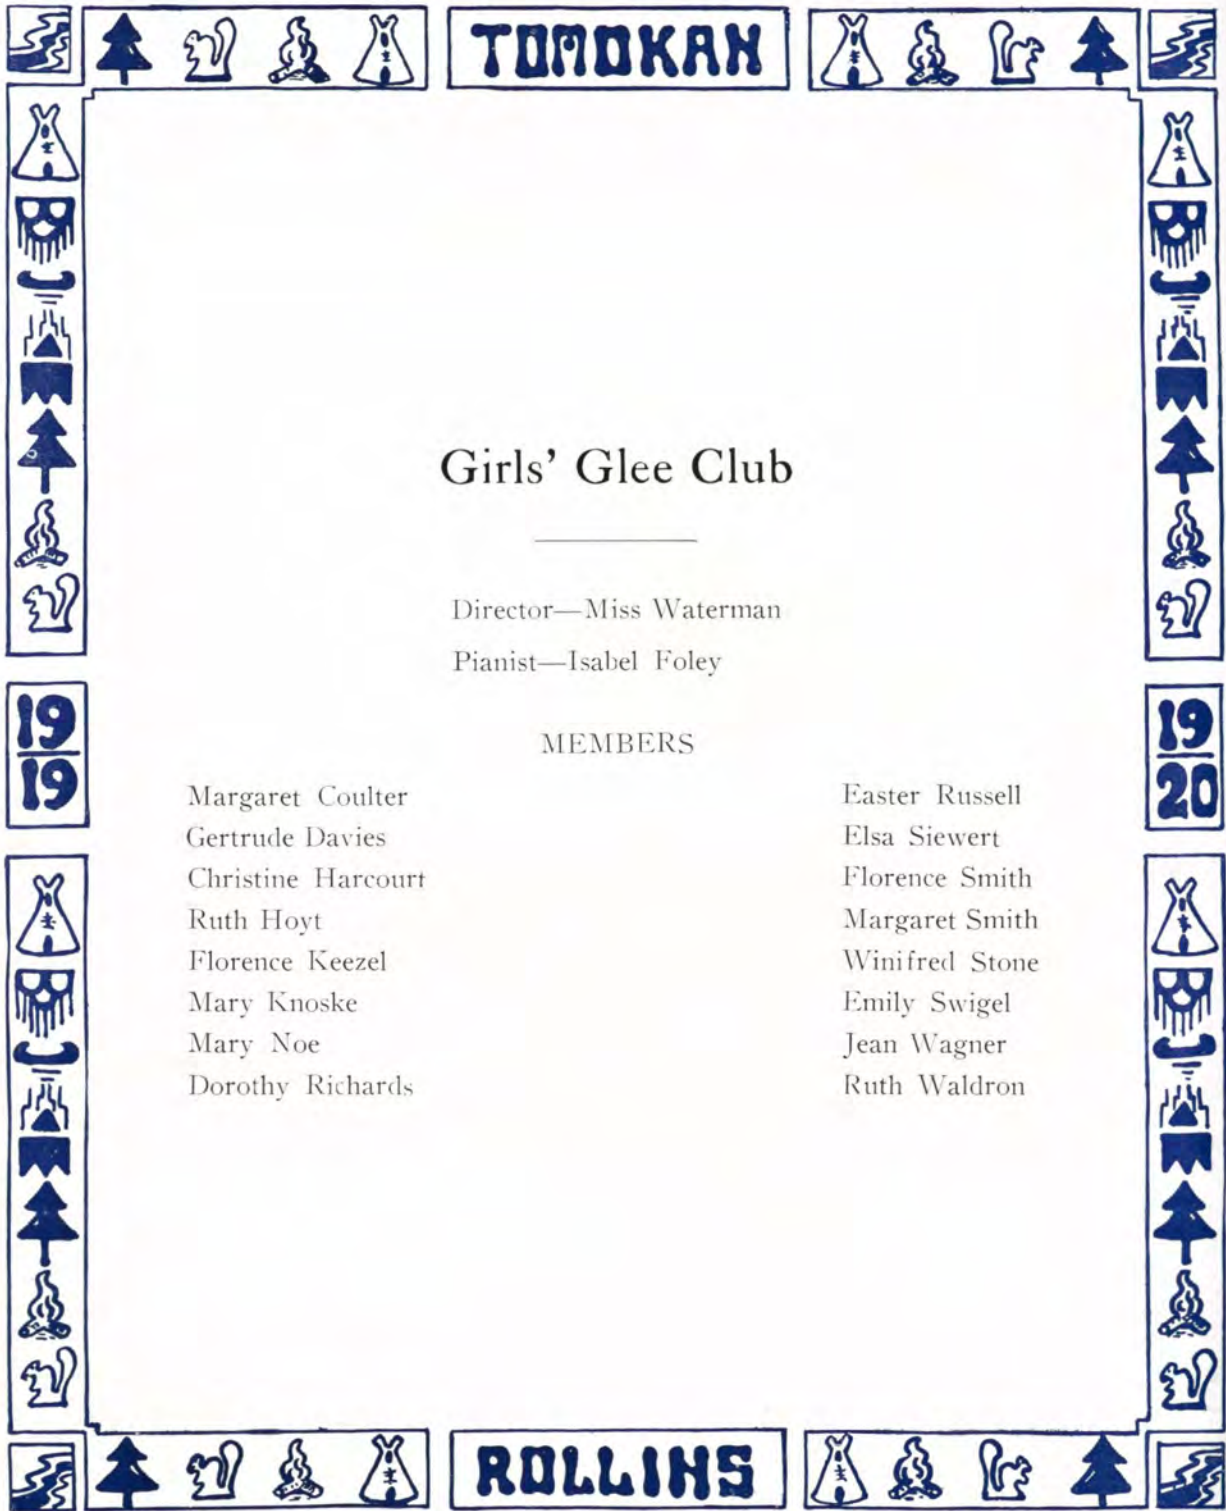 TOMOKAN
Girls' Glee Club
Director—Miss Waterman
Pianist—Isabel Foley
19
19
19
20
MEMBERS
Margaret Coulter
Gertrude Davies
Christine Harcourt
Ruth Hoyt
Florence Keezel
Mary Knoske
Mary Noe
Dorothy Richards
Easter Russell
Elsa Siewert
Florence Smith
Margaret Smith
Winifred Stone
Emily Swigel
Jean Wagner
Ruth Waldron
ROLLINS